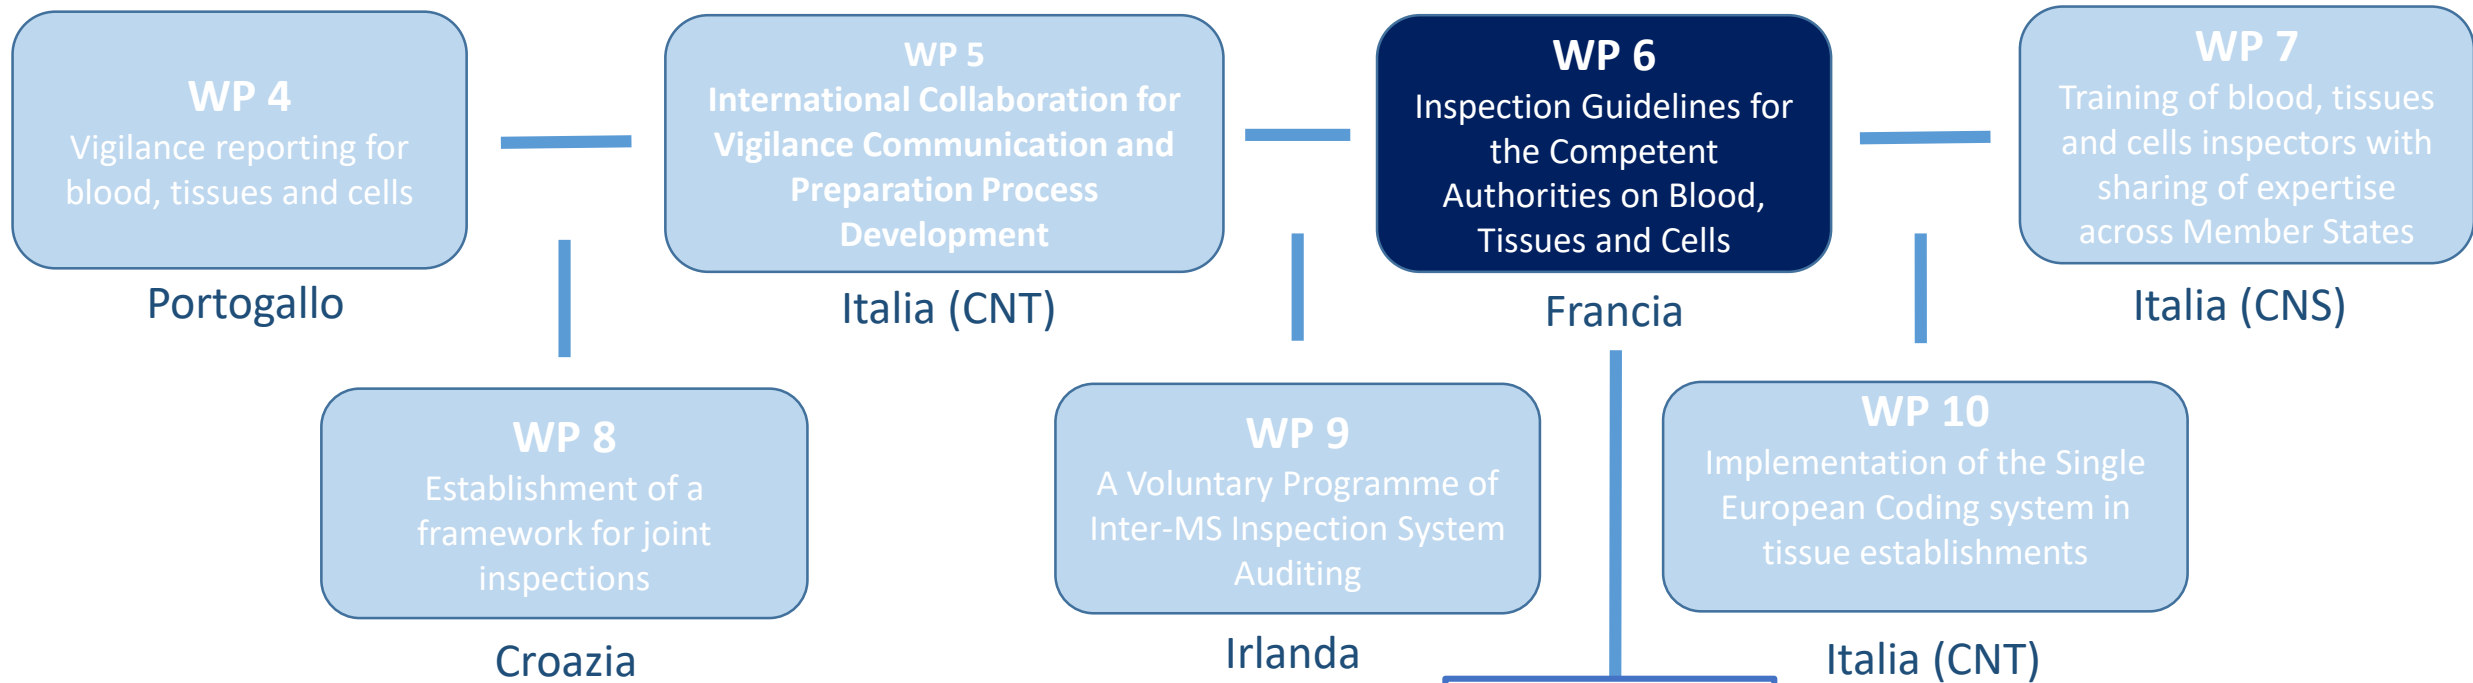 WP 4
Vigilance reporting for
blood, tissues and cells
Portogallo
WP 5
International Collaboration for
Vigilance Communication and
Preparation Process
Development
Italia (CNT)
WP 6
Inspection Guidelines for
the Competent
Authorities on Blood,
Tissues and Cells
Francia
WP 7
Training of blood, tissues
and cells inspectors with
sharing of expertise
across Member States
Italia (CNS)
WP 8
Establishment of a
framework for joint
inspections
Croazia
WP 9
A Voluntary Programme of
Inter-MS Inspection System
Auditing
Irlanda
WP 10
Implementation of the Single
European Coding system in
tissue establishments
Italia (CNT)